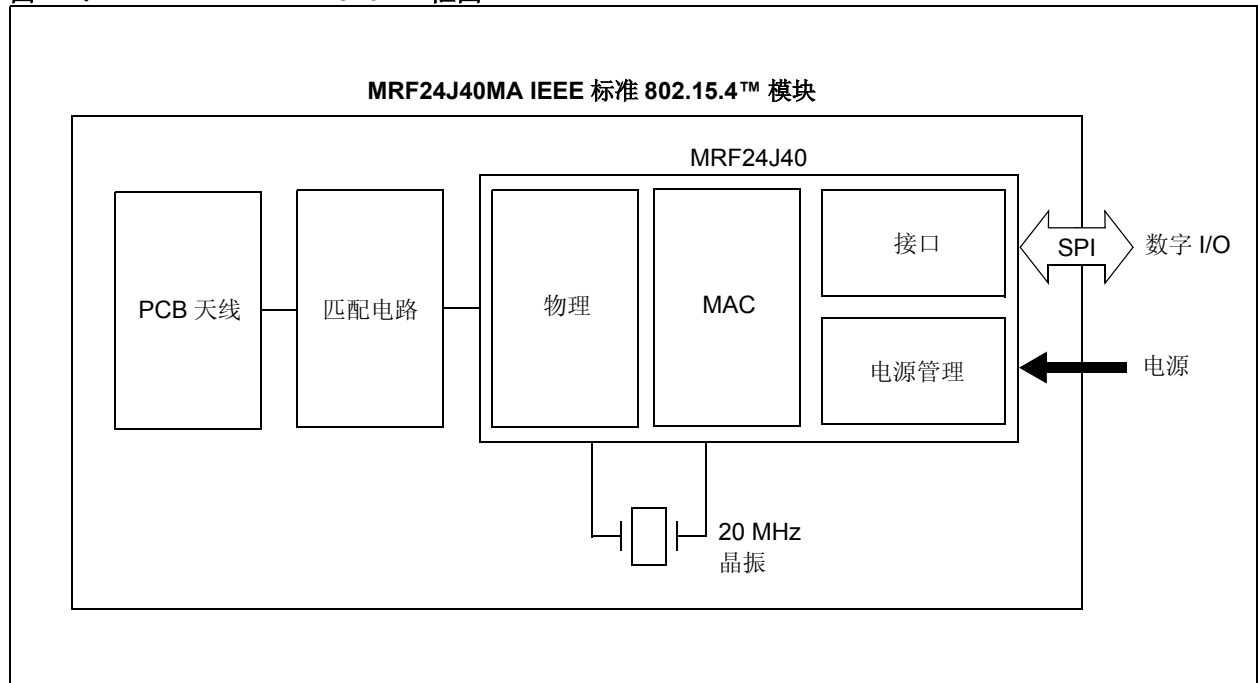 MRF24J40MA IEEE 标准 802.15.4™ 模块
MRF24J40
PCB 天线
匹配电路
物理
MAC
接口
SPI
数字 I/O
电源管理
电源
20 MHz
晶振